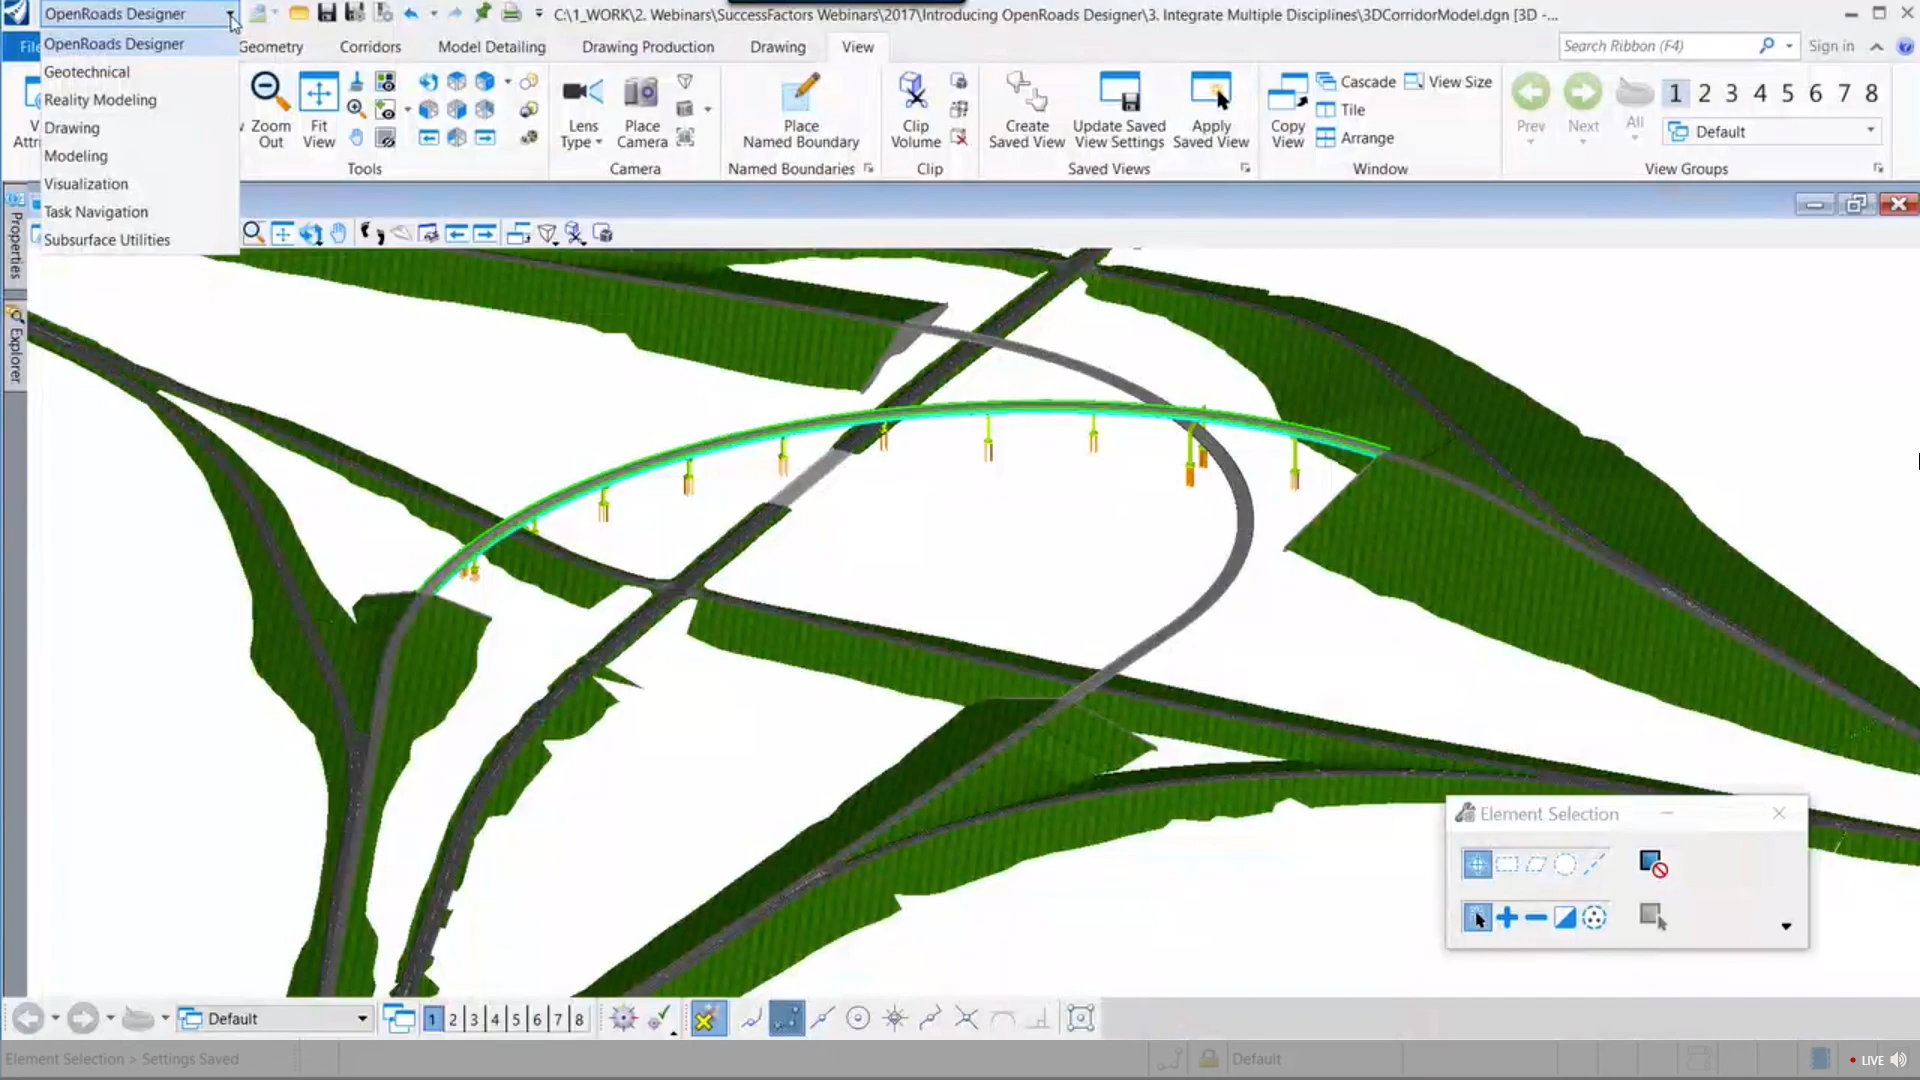 OpenRoads Designer
C:\1_WORK\2. Webinars\SuccessFactors Webinars\2017\Introducing OpenRoads Designer\3. Integrate Multiple Disciplines\3DCorridorModel.dgn [3D -...
OpenRoads Designer
Geotechnical
Reality Modeling
Drawing
Modeling
Visualization
Task Navigation
Subsurface Utilities
Geometry
Corridors
Model Detailing
Drawing Production
Drawing
View
Search Ribbon (F4)
Sign in
Zoom Out
Fit View
Tools
Lens Type
Place Camera
Camera
Place Named Boundary
Named Boundaries
Clip Volume
Clip
Create Saved View
Update Saved View Settings
Apply Saved View
Saved Views
Copy View
Cascade
View Size
Tile
Arrange
Window
Prev
Next
All
1 2 3 4 5 6 7 8
Default
View Groups
Properties
Explorer
Element Selection
Default
1 2 3 4 5 6 7 8
Element Selection > Settings Saved
Default
LIVE